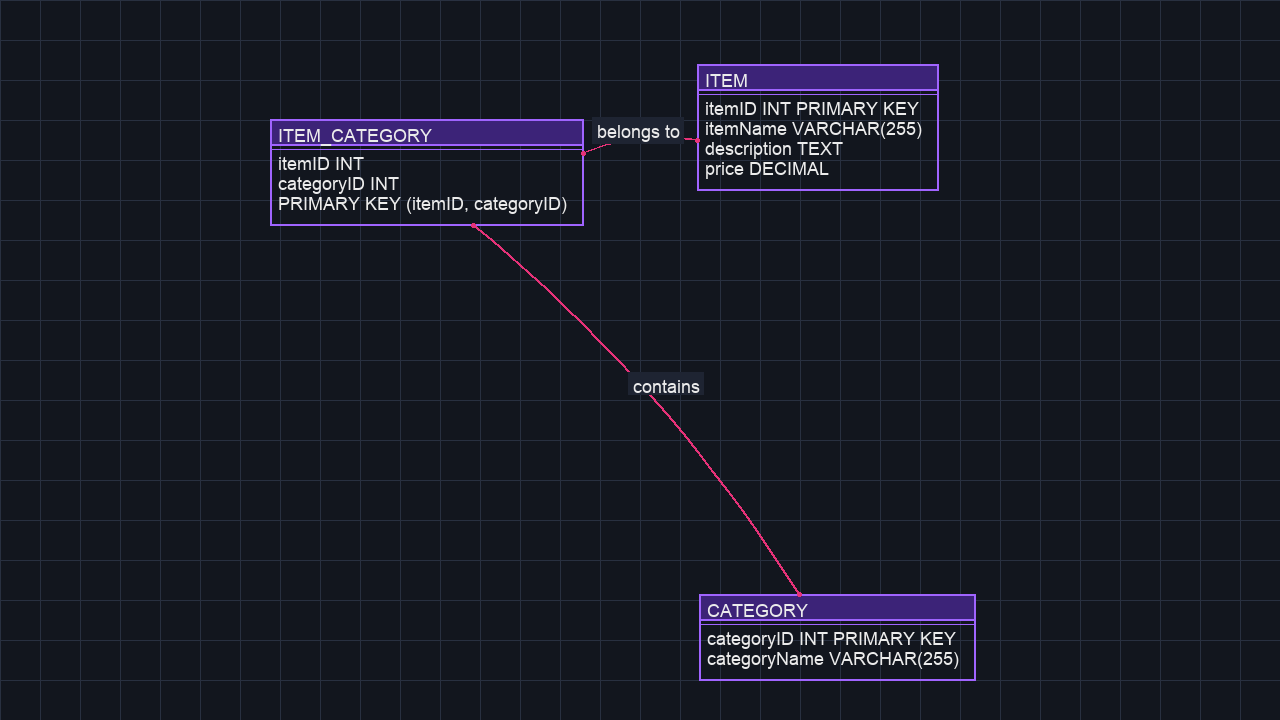 ITEM
itemID INT PRIMARY KEY
itemName VARCHAR(255)
description TEXT
price DECIMAL
ITEM_CATEGORY
itemID INT
categoryID INT
PRIMARY KEY (itemID, categoryID)
belongs to
contains
CATEGORY
categoryID INT PRIMARY KEY
categoryName VARCHAR(255)